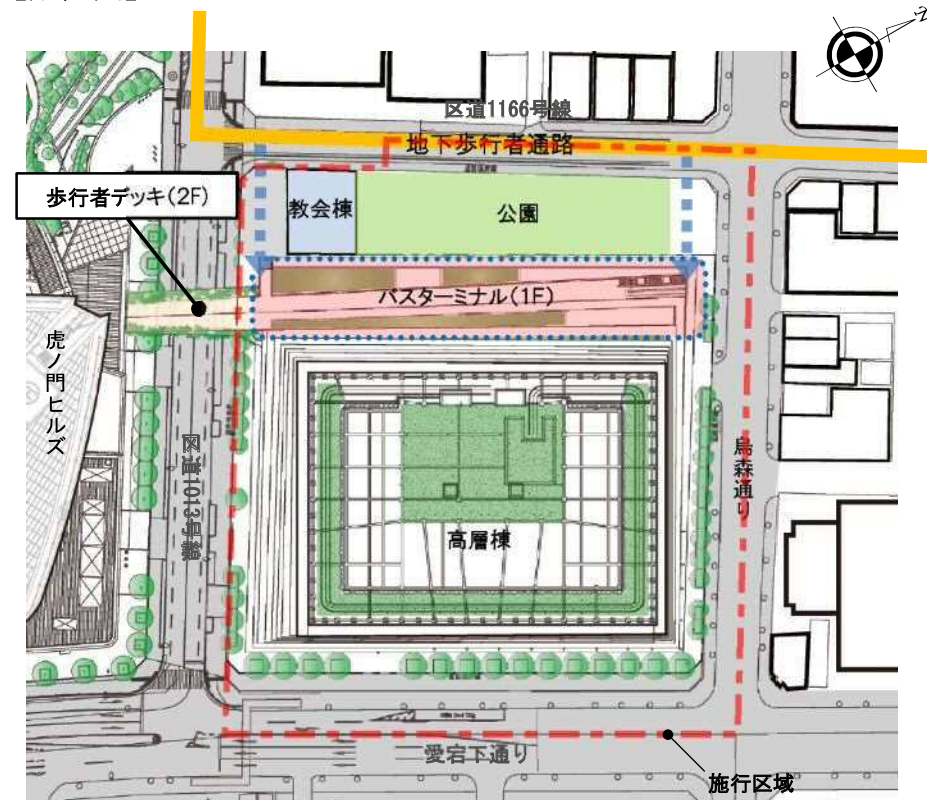 区道1166号線
地下歩行者通路
歩行者デッキ(2F)
教会棟
公園
バスターミナル(1F)
虎ノ門ヒルズ
区道1013号線
烏森通り
高層棟
愛宕下通り
施行区域